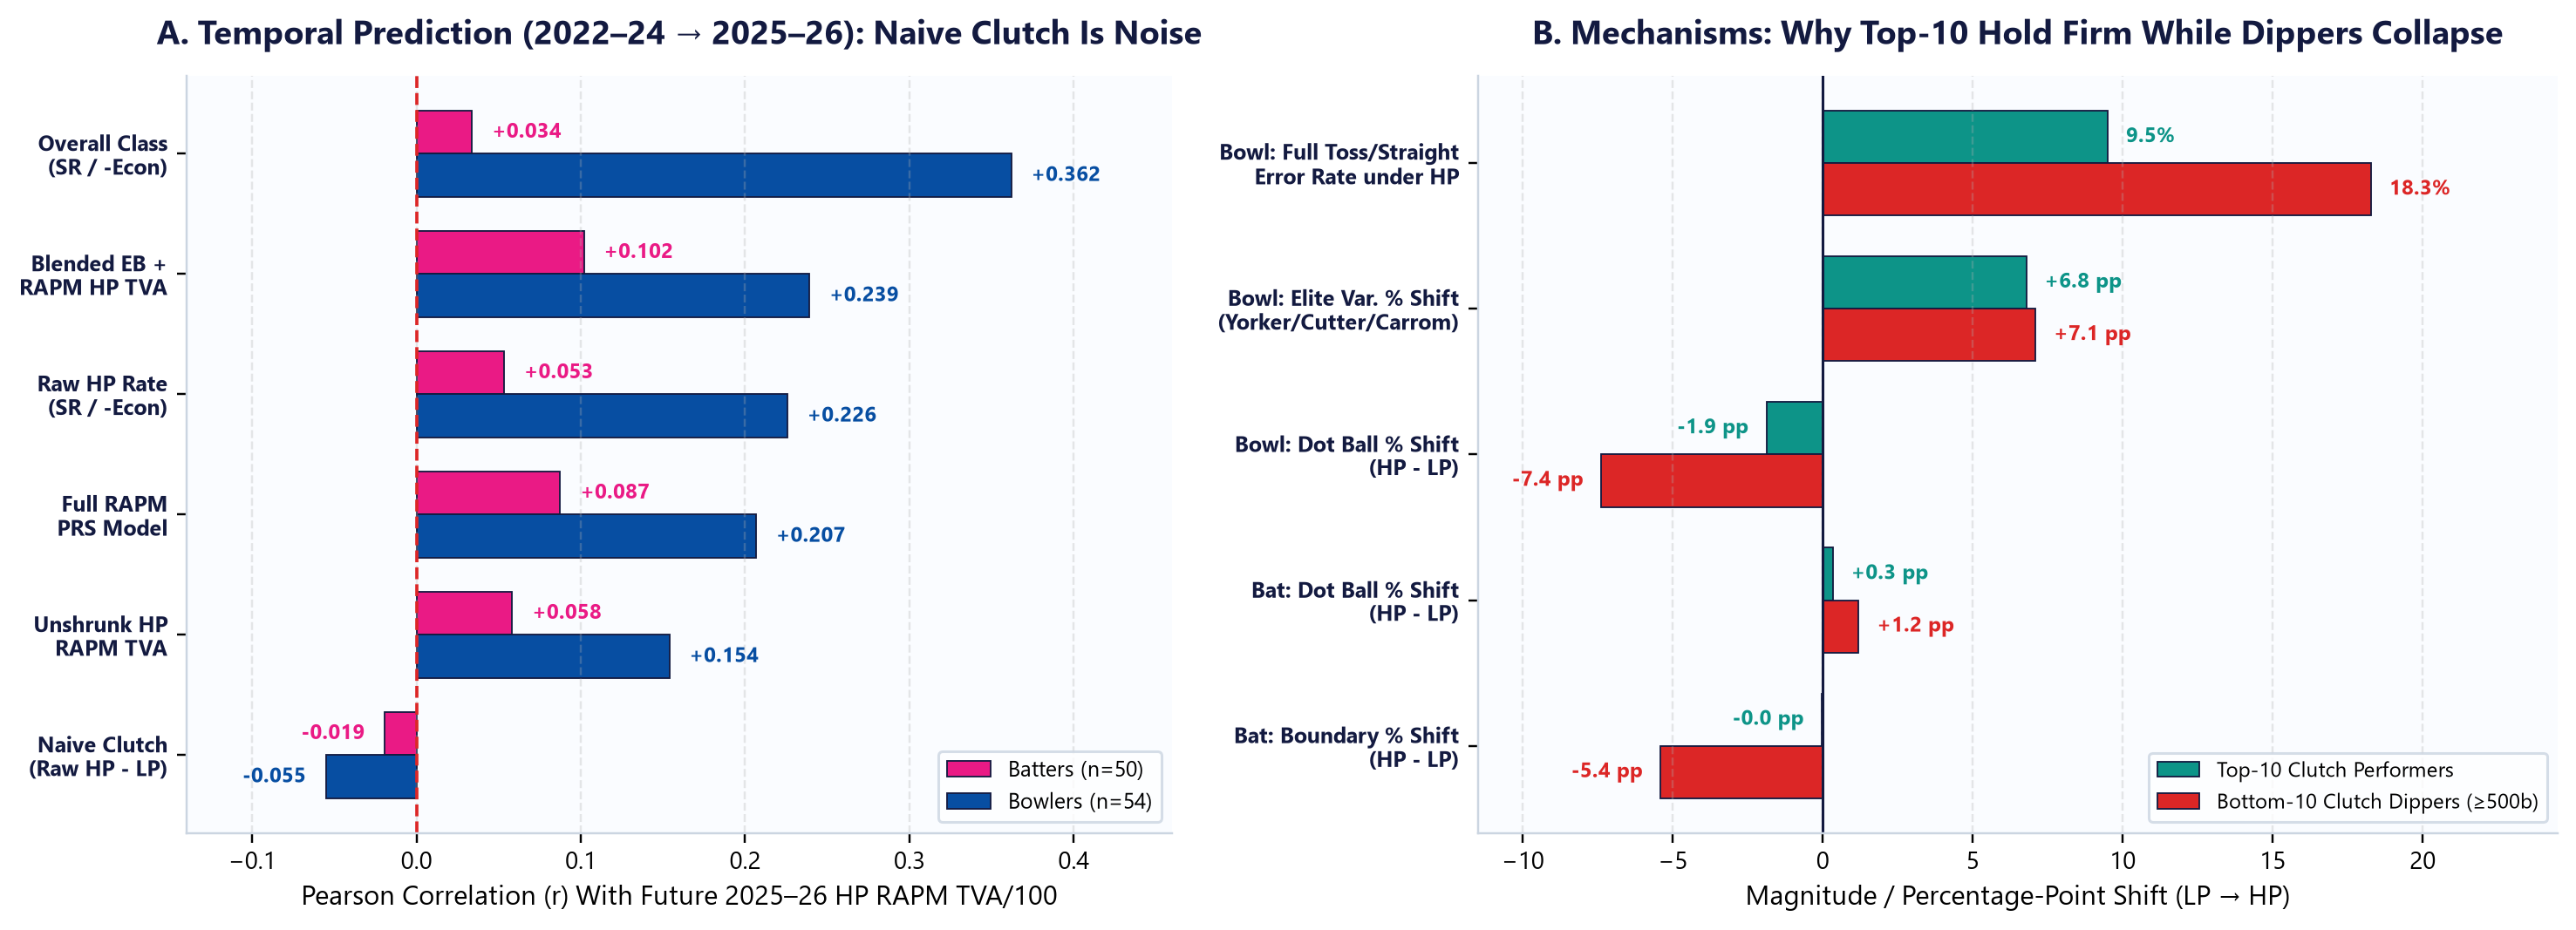 A. Temporal Prediction (2022–24 → 2025–26): Naive Clutch Is Noise
Overall Class
(SR / -Econ)
+0.034
+0.362
Blended EB +
RAPM HP TVA
+0.102
+0.239
Raw HP Rate
(SR / -Econ)
+0.053
+0.226
Full RAPM
PRS Model
+0.087
+0.207
Unshrunk HP
RAPM TVA
+0.058
+0.154
Naive Clutch
(Raw HP - LP)
-0.019
-0.055
Batters (n=50)
Bowlers (n=54)
−0.1 0.0 0.1 0.2 0.3 0.4
Pearson Correlation (r) With Future 2025–26 HP RAPM TVA/100
B. Mechanisms: Why Top-10 Hold Firm While Dippers Collapse
Bowl: Full Toss/Straight
Error Rate under HP
9.5%
18.3%
Bowl: Elite Var. % Shift
(Yorker/Cutter/Carrom)
+6.8 pp
+7.1 pp
Bowl: Dot Ball % Shift
(HP - LP)
-1.9 pp
-7.4 pp
Bat: Dot Ball % Shift
(HP - LP)
+0.3 pp
+1.2 pp
Bat: Boundary % Shift
(HP - LP)
-0.0 pp
-5.4 pp
Top-10 Clutch Performers
Bottom-10 Clutch Dippers (≥500b)
−10 −5 0 5 10 15 20
Magnitude / Percentage-Point Shift (LP → HP)